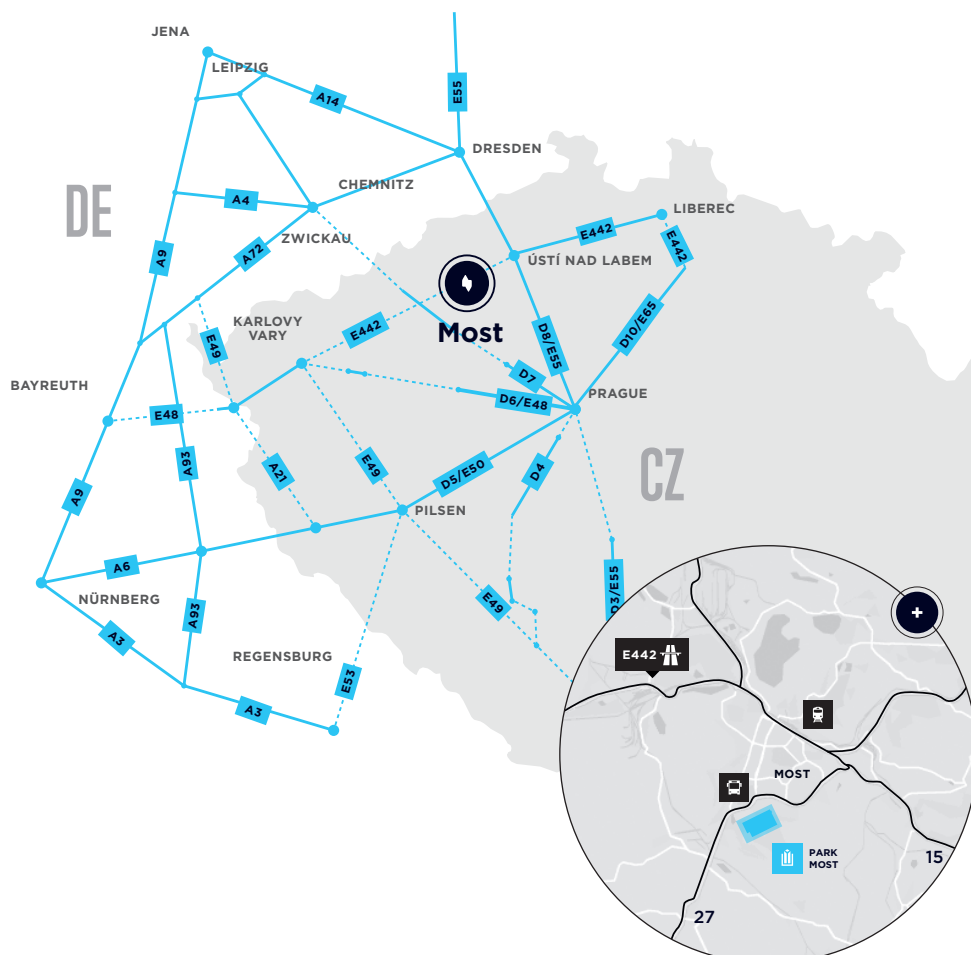 JENA
LEIPZIG
A14
E55
DRESDEN
CHEMNITZ
DE
A4
LIBEREC
ZWICKAU
E442
E442
A72
A9
ÚSTÍ NAD LABEM
KARLOVY
VARY
E442
Most
E49
D8/E55
D10/E65
BAYREUTH
D7
PRAGUE
E48
D6/E48
A93
A21
E49
D5/E50
D4
CZ
A9
PILSEN
A6
NÜRNBERG
A93
E49
D3/E55
A3
REGENSBURG
E53
A3
E442
MOST
PARK
MOST
15
27